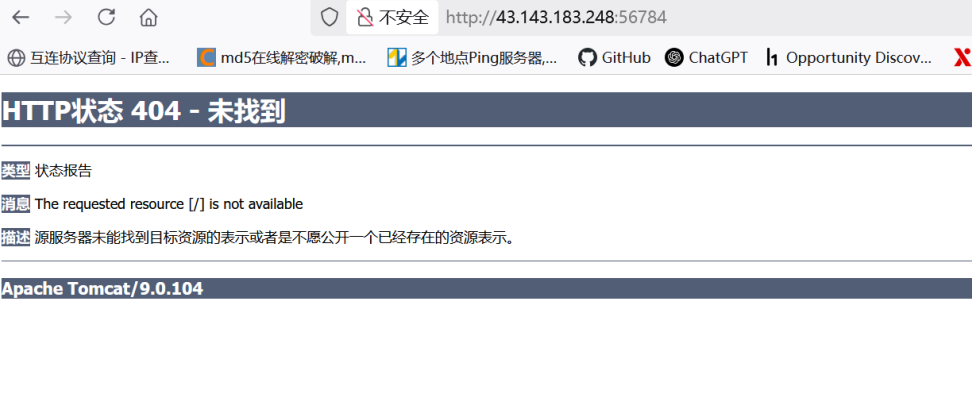 不安全 http://43.143.183.248:56784
互连协议查询 - IP查... md5在线解密破解,m... 多个地点Ping服务器,... GitHub ChatGPT Opportunity Discov...
HTTP状态 404 - 未找到
类型 状态报告
消息 The requested resource [/] is not available
描述 源服务器未能找到目标资源的表示或者是不愿公开一个已经存在的资源表示。
Apache Tomcat/9.0.104